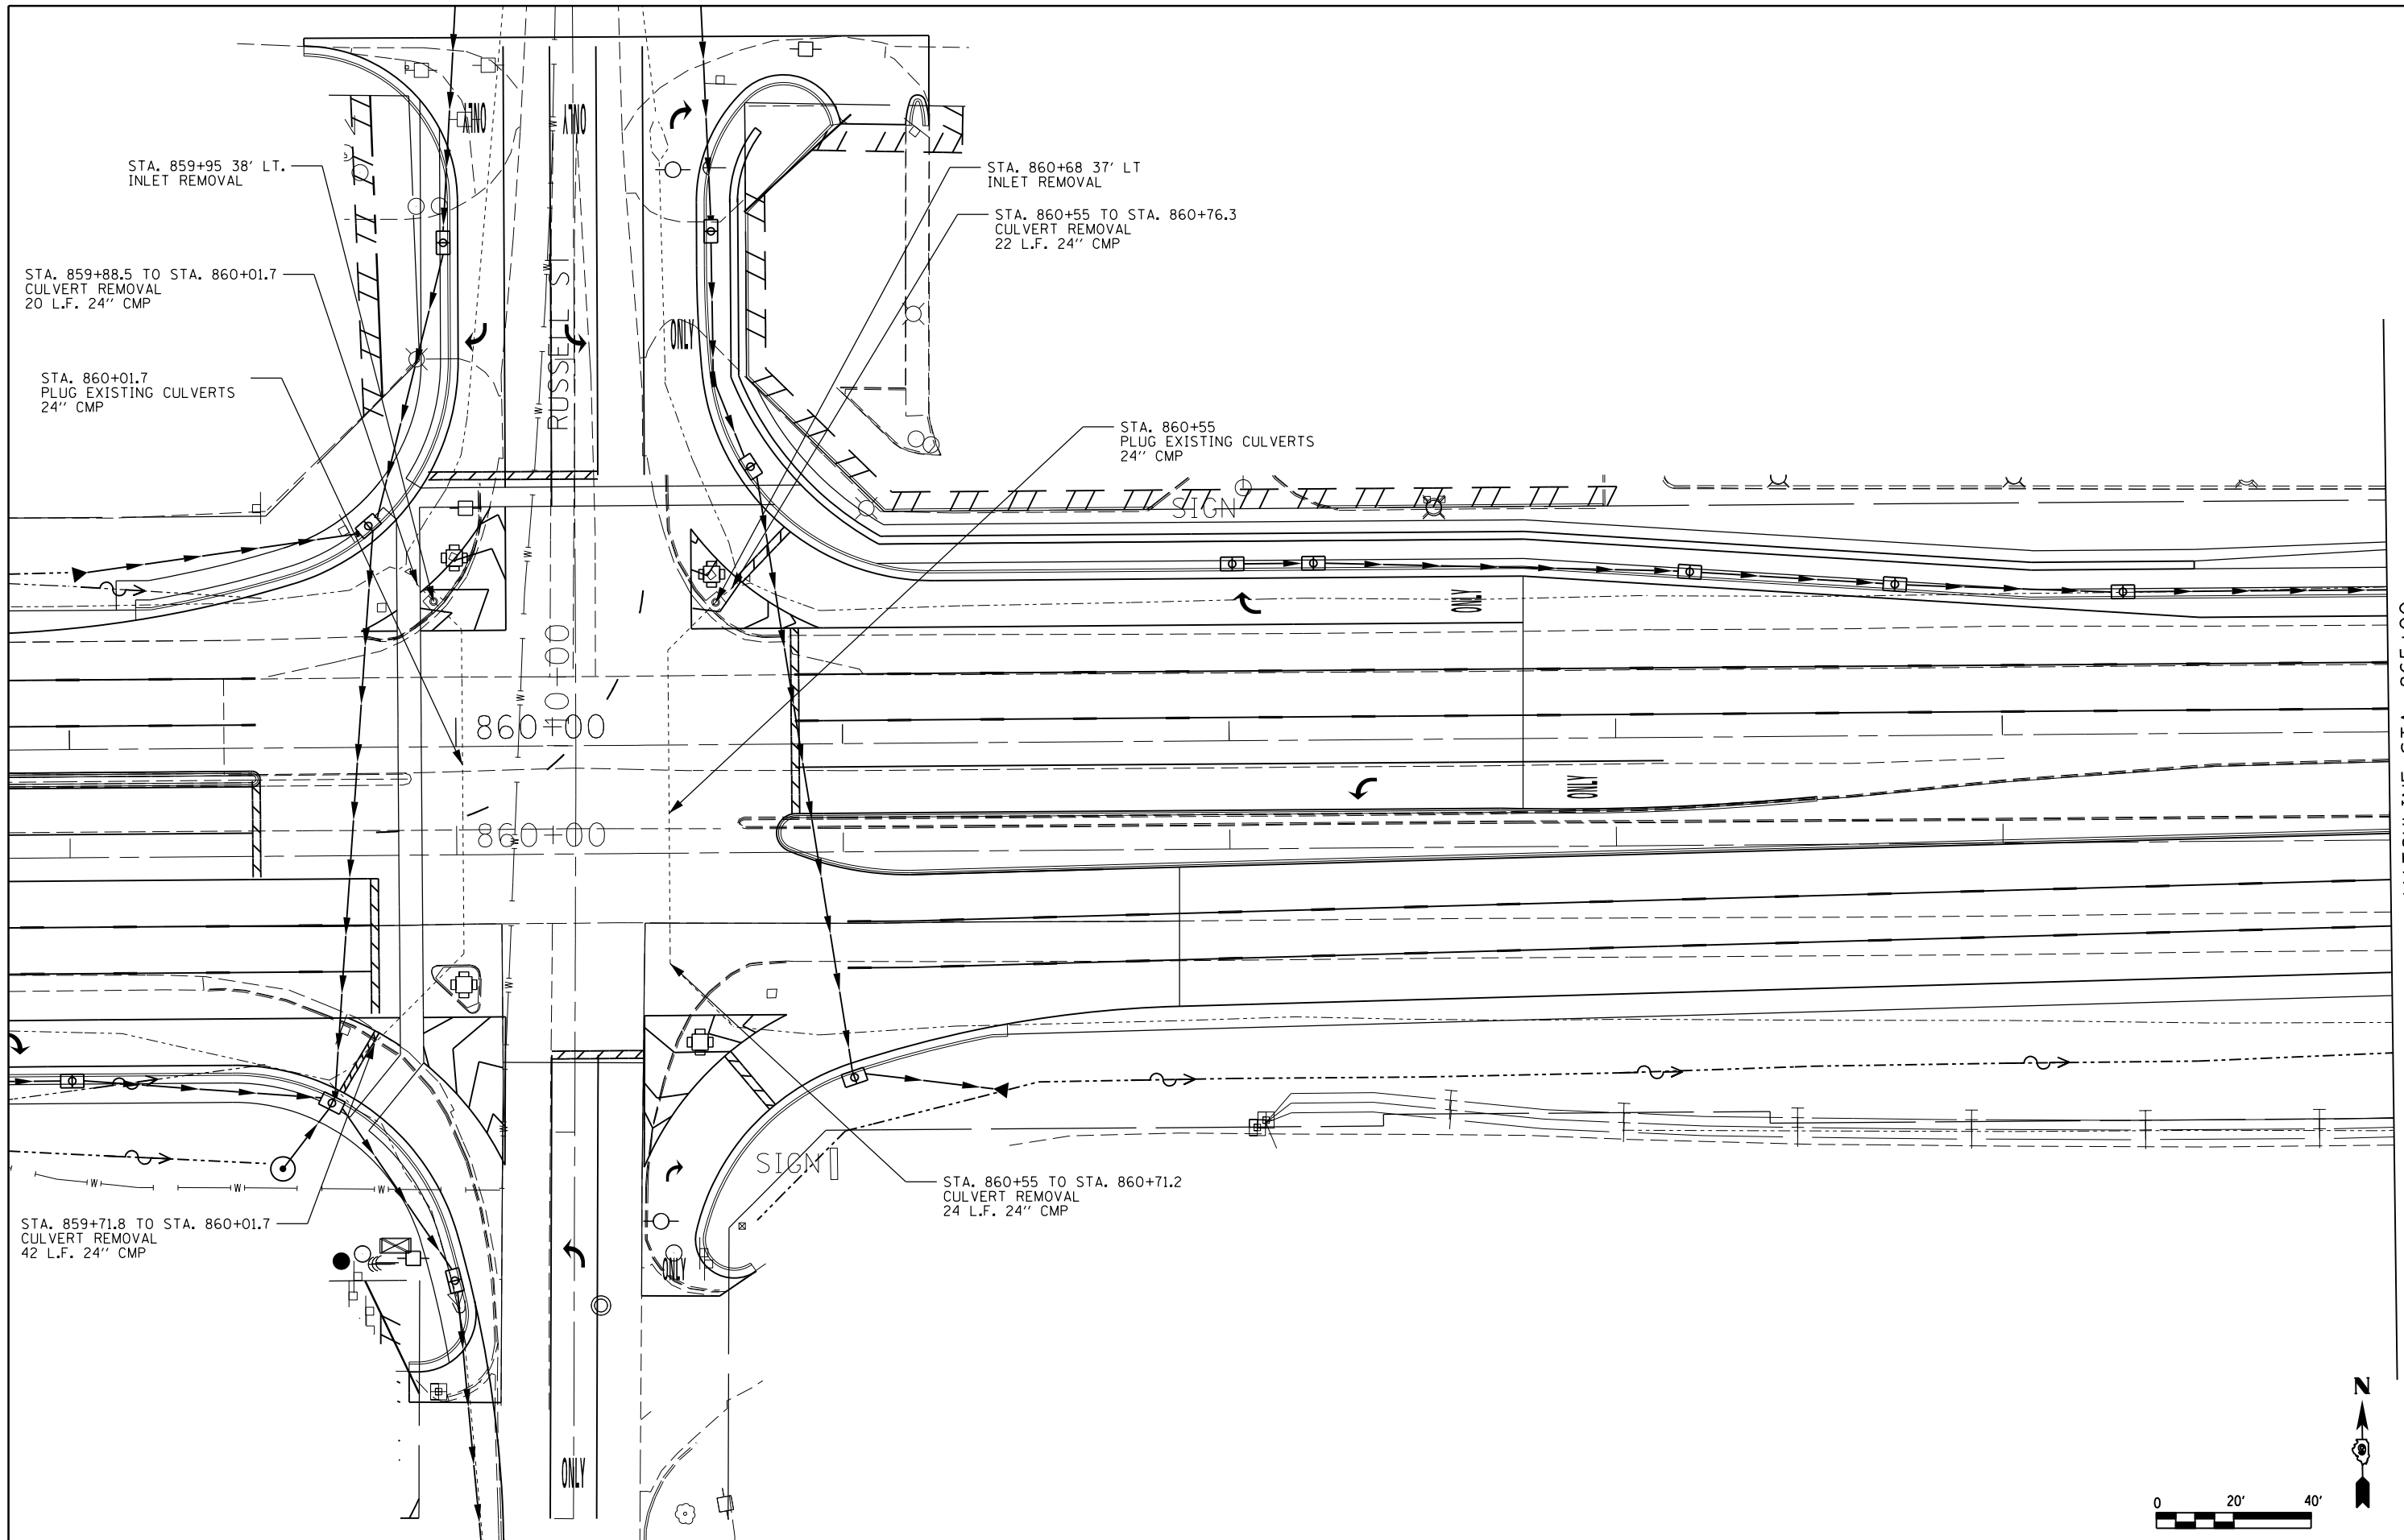 STA. 859+95 38' LT.
INLET REMOVAL
STA. 859+88.5 TO STA. 860+01.7
CULVERT REMOVAL
20 L.F. 24'' CMP
STA. 860+01.7
PLUG EXISTING CULVERTS
24'' CMP
ONLY
ONLY
RUSSELL ST
ONLY
STA. 860+68 37' LT
INLET REMOVAL
STA. 860+55 TO STA. 860+76.3
CULVERT REMOVAL
22 L.F. 24'' CMP
STA. 860+55
PLUG EXISTING CULVERTS
24'' CMP
SIGN
ONLY
10+00
860+00
860+00
ONLY
SIGN
STA. 860+55 TO STA. 860+71.2
CULVERT REMOVAL
24 L.F. 24'' CMP
STA. 859+71.8 TO STA. 860+01.7
CULVERT REMOVAL
42 L.F. 24'' CMP
W
W
W
ONLY
ONLY
N
0 20' 40'